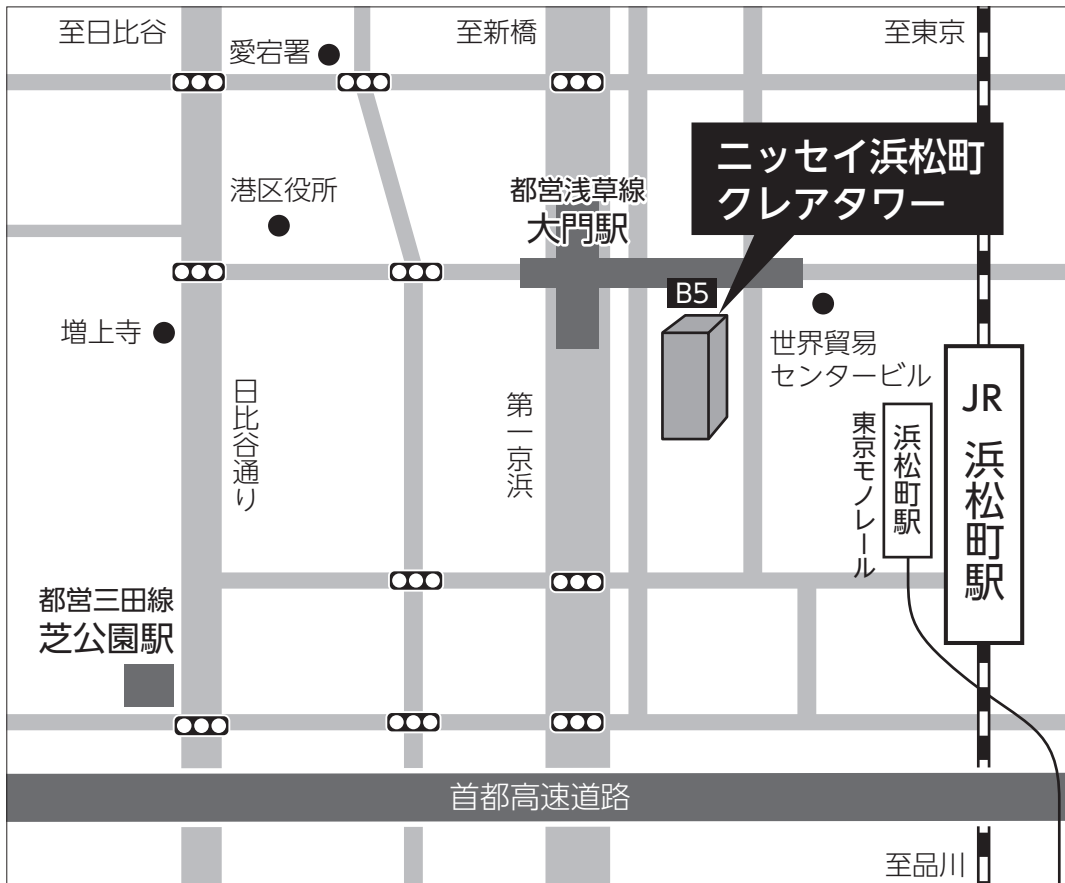 至日比谷
至新橋
至東京
愛宕署
ニッセイ浜松町
クレアタワー
港区役所
都営浅草線
大門駅
B5
増上寺
世界貿易
センタービル
日比谷通り
第一京浜
東京モノレール
浜松町駅
JR 浜松町駅
都営三田線
芝公園駅
首都高速道路
至品川